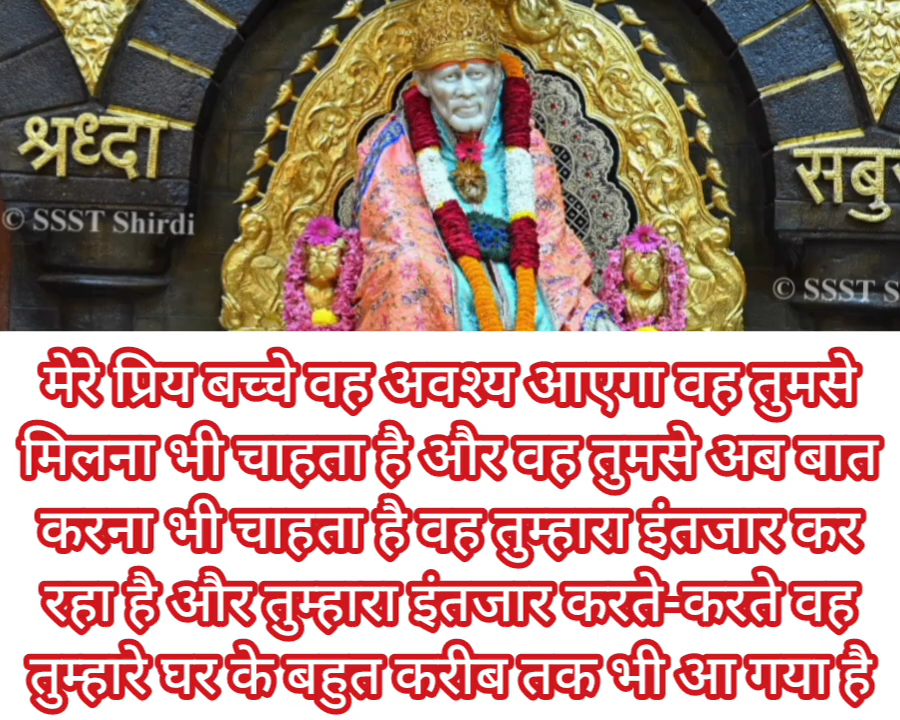 श्रध्दा
© SSST Shirdi
© SSST S
मेरे प्रिय बच्चे वह अवश्य आएगा वह तुमसे
मिलना भी चाहता है और वह तुमसे अब बात
करना भी चाहता है वह तुम्हारा इंतजार कर
रहा है और तुम्हारा इंतजार करते-करते वह
तुम्हारे घर के बहुत करीब तक भी आ गया है